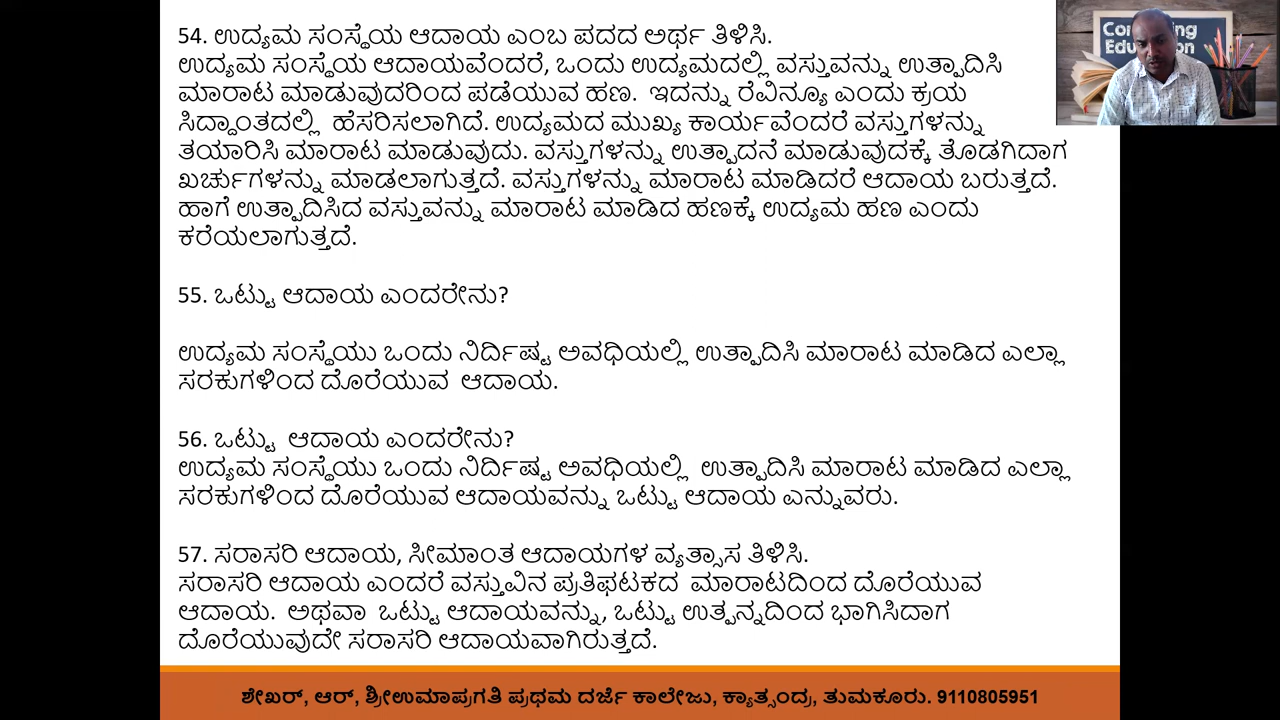 54. ಉದ್ಯಮ ಸಂಸ್ಥೆಯ ಆದಾಯ ಎಂಬ ಪದದ ಅರ್ಥ ತಿಳಿಸಿ.
ಉದ್ಯಮ ಸಂಸ್ಥೆಯ ಆದಾಯವೆಂದರೆ, ಒಂದು ಉದ್ಯಮದಲ್ಲಿ ವಸ್ತುವನ್ನು ಉತ್ಪಾದಿಸಿ
ಮಾರಾಟ ಮಾಡುವುದರಿಂದ ಪಡೆಯುವ ಹಣ. ಇದನ್ನು ರೆವಿನ್ಯೂ ಎಂದು ಕ್ರಯ
ಸಿದ್ದಾಂತದಲ್ಲಿ ಹೆಸರಿಸಲಾಗಿದೆ. ಉದ್ಯಮದ ಮುಖ್ಯ ಕಾರ್ಯವೆಂದರೆ ವಸ್ತುಗಳನ್ನು
ತಯಾರಿಸಿ ಮಾರಾಟ ಮಾಡುವುದು. ವಸ್ತುಗಳನ್ನು ಉತ್ಪಾದನೆ ಮಾಡುವುದಕ್ಕೆ ತೊಡಗಿದಾಗ
ಖರ್ಚುಗಳನ್ನು ಮಾಡಲಾಗುತ್ತದೆ. ವಸ್ತುಗಳನ್ನು ಮಾರಾಟ ಮಾಡಿದರೆ ಆದಾಯ ಬರುತ್ತದೆ.
ಹಾಗೆ ಉತ್ಪಾದಿಸಿದ ವಸ್ತುವನ್ನು ಮಾರಾಟ ಮಾಡಿದ ಹಣಕ್ಕೆ ಉದ್ಯಮ ಹಣ ಎಂದು
ಕರೆಯಲಾಗುತ್ತದೆ.
55. ಒಟ್ಟು ಆದಾಯ ಎಂದರೇನು?
ಉದ್ಯಮ ಸಂಸ್ಥೆಯು ಒಂದು ನಿರ್ದಿಷ್ಟ ಅವಧಿಯಲ್ಲಿ ಉತ್ಪಾದಿಸಿ ಮಾರಾಟ ಮಾಡಿದ ಎಲ್ಲಾ
ಸರಕುಗಳಿಂದ ದೊರೆಯುವ ಆದಾಯ.
56. ಒಟ್ಟು ಆದಾಯ ಎಂದರೇನು?
ಉದ್ಯಮ ಸಂಸ್ಥೆಯು ಒಂದು ನಿರ್ದಿಷ್ಟ ಅವಧಿಯಲ್ಲಿ ಉತ್ಪಾದಿಸಿ ಮಾರಾಟ ಮಾಡಿದ ಎಲ್ಲಾ
ಸರಕುಗಳಿಂದ ದೊರೆಯುವ ಆದಾಯವನ್ನು ಒಟ್ಟು ಆದಾಯ ಎನ್ನುವರು.
57. ಸರಾಸರಿ ಆದಾಯ, ಸೀಮಾಂತ ಆದಾಯಗಳ ವ್ಯತ್ಸಾಸ ತಿಳಿಸಿ.
ಸರಾಸರಿ ಆದಾಯ ಎಂದರೆ ವಸ್ತುವಿನ ಪ್ರತಿಘಟಕದ ಮಾರಾಟದಿಂದ ದೊರೆಯುವ
ಆದಾಯ. ಅಥವಾ ಒಟ್ಟು ಆದಾಯವನ್ನು, ಒಟ್ಟು ಉತ್ಪನ್ನದಿಂದ ಭಾಗಿಸಿದಾಗ
ದೊರೆಯುವುದೇ ಸರಾಸರಿ ಆದಾಯವಾಗಿರುತ್ತದೆ.
ಶೇಖರ್, ಆರ್, ಶ್ರೀಉಮಾಪ್ರಗತಿ ಪ್ರಥಮ ದರ್ಜೆ ಕಾಲೇಜು, ಕ್ಯಾತ್ಸಂದ್ರ, ತುಮಕೂರು. 9110805951